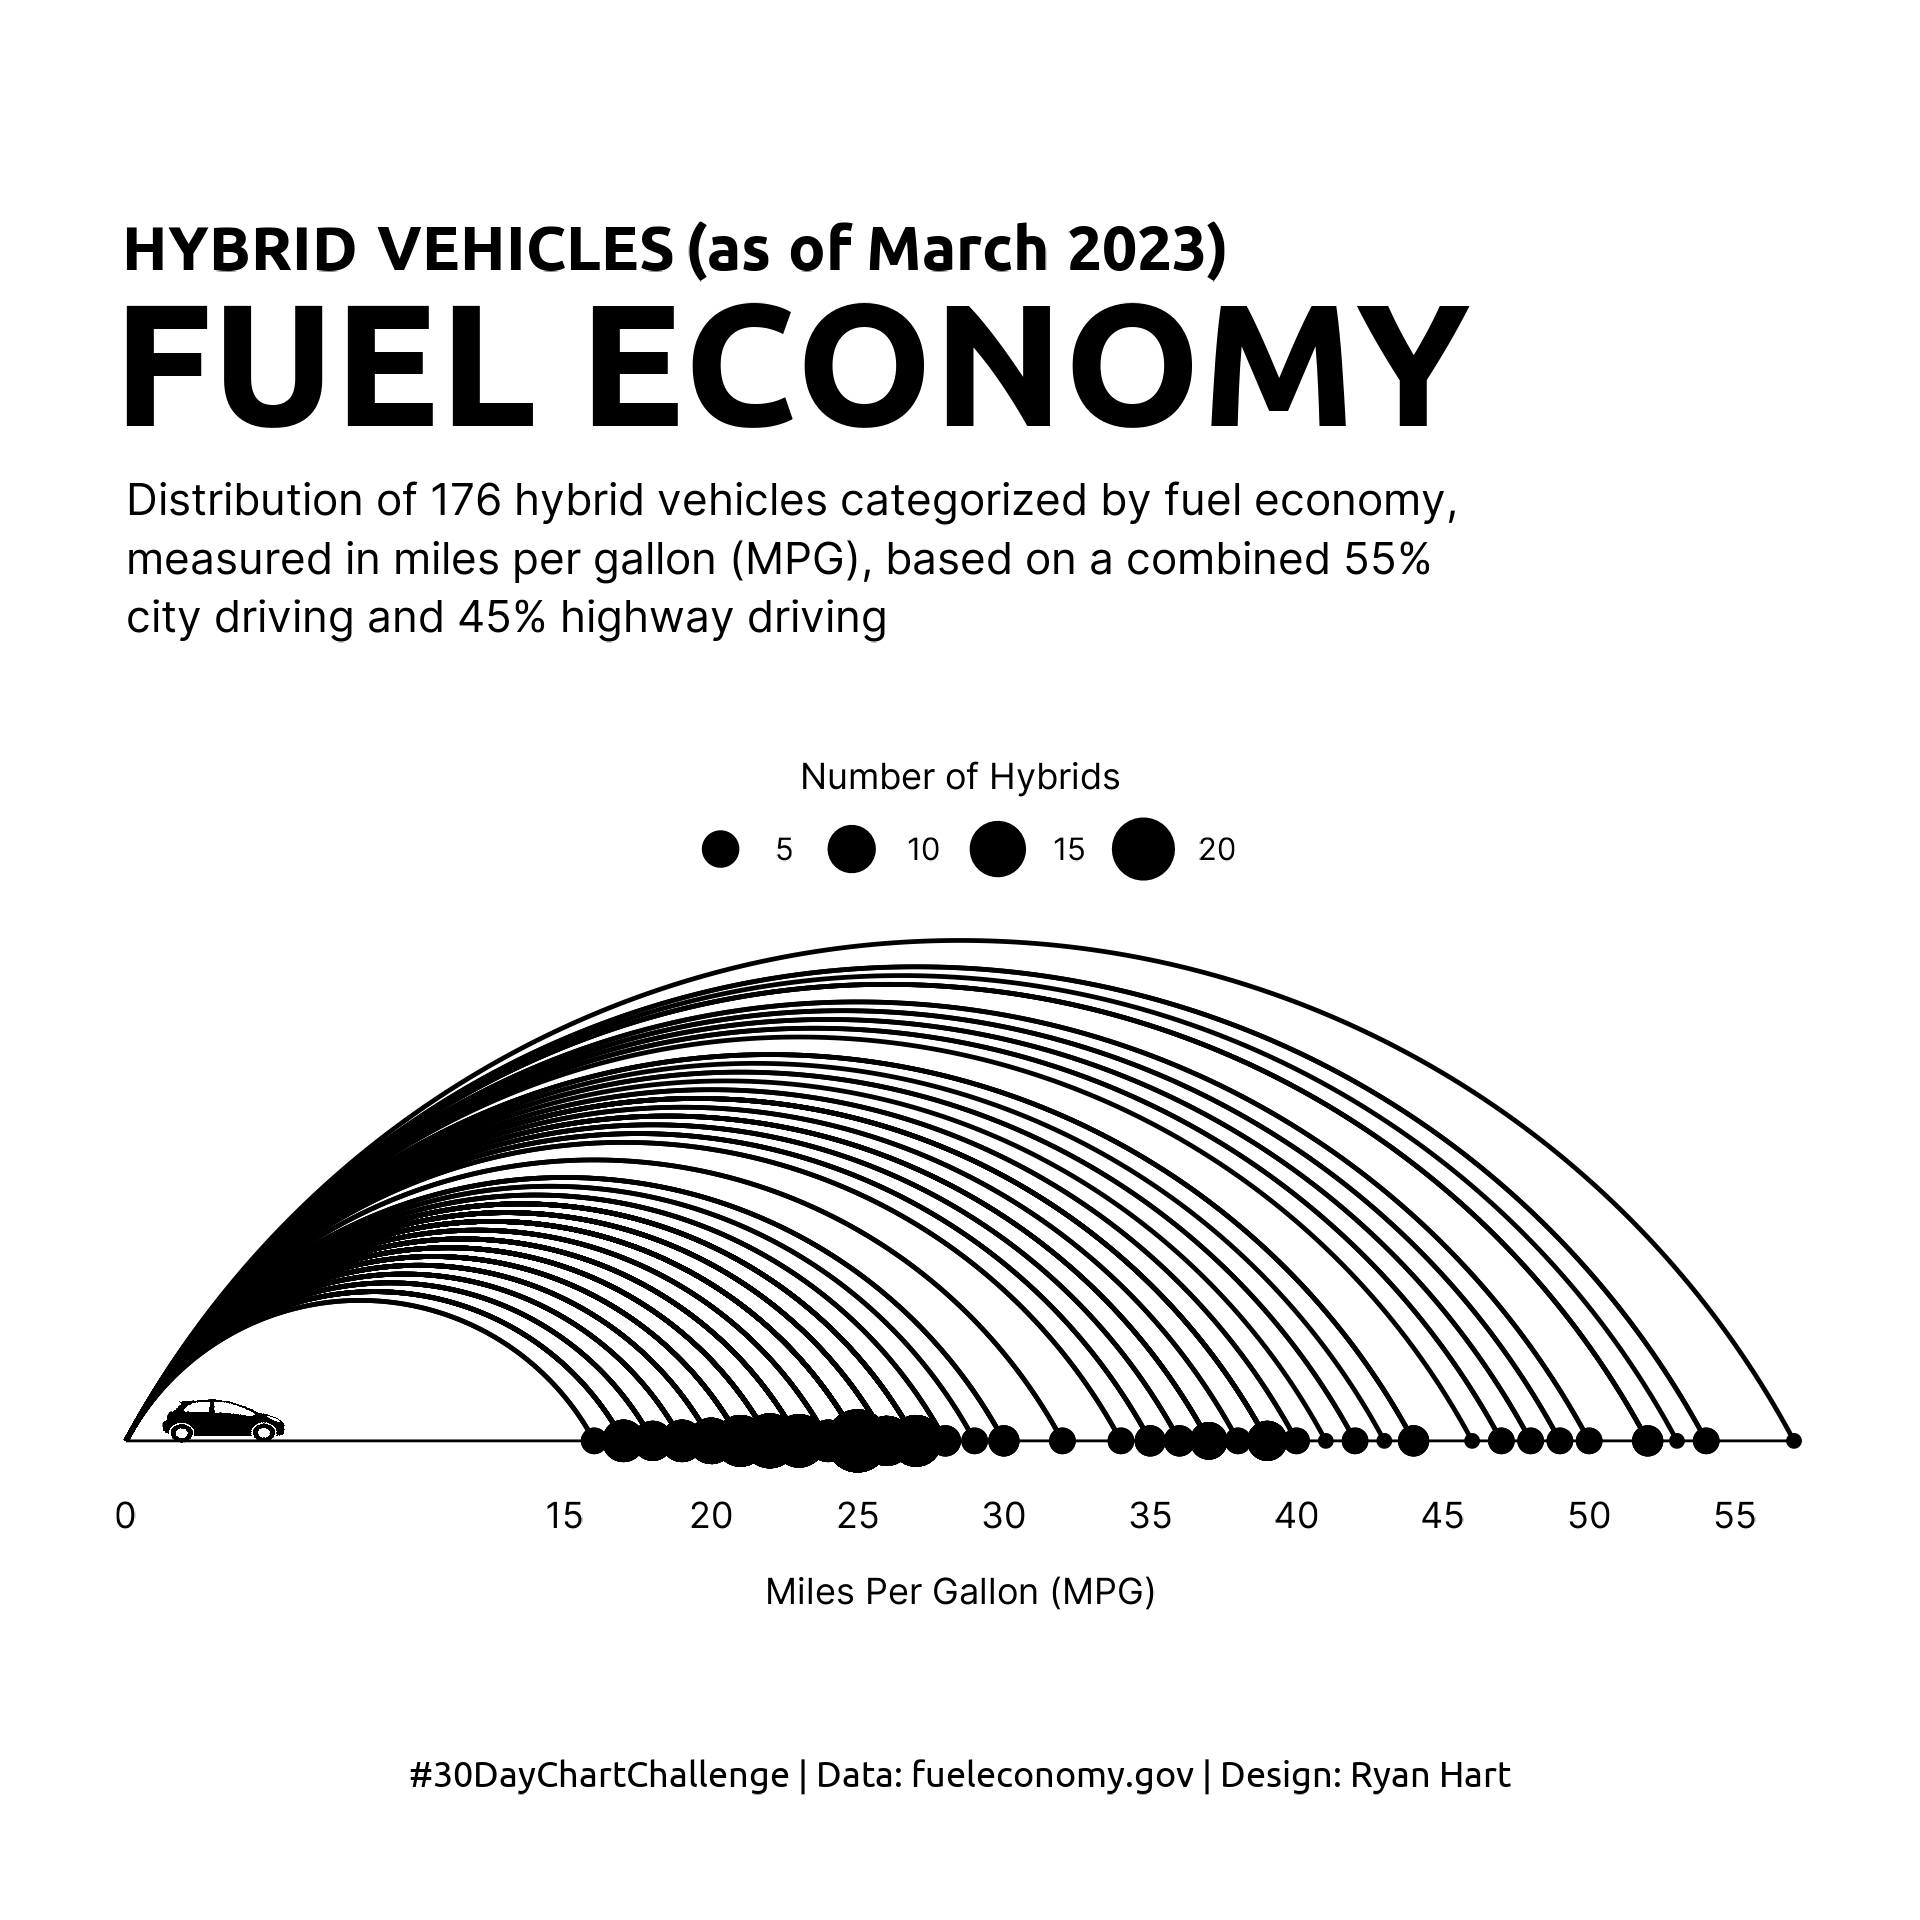 HYBRID VEHICLES (as of March 2023)
FUEL ECONOMY
Distribution of 176 hybrid vehicles categorized by fuel economy,
measured in miles per gallon (MPG), based on a combined 55%
city driving and 45% highway driving
Number of Hybrids
5 10 15 20
0 15 20 25 30 35 40 45 50 55
Miles Per Gallon (MPG)
#30DayChartChallenge | Data: fueleconomy.gov | Design: Ryan Hart